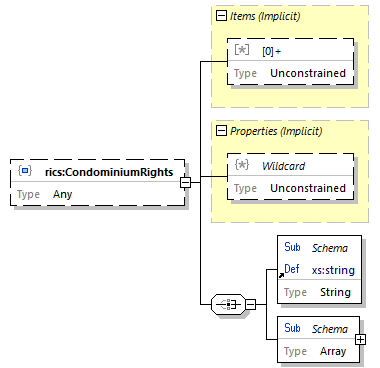 Items (Implicit)
[*] [0]+
Type Unconstrained
Properties (Implicit)
{*} Wildcard
Type Unconstrained
{} rics:CondominiumRights
Type Any
Sub Schema
Def xs:string
Type String
Sub Schema
Type Array